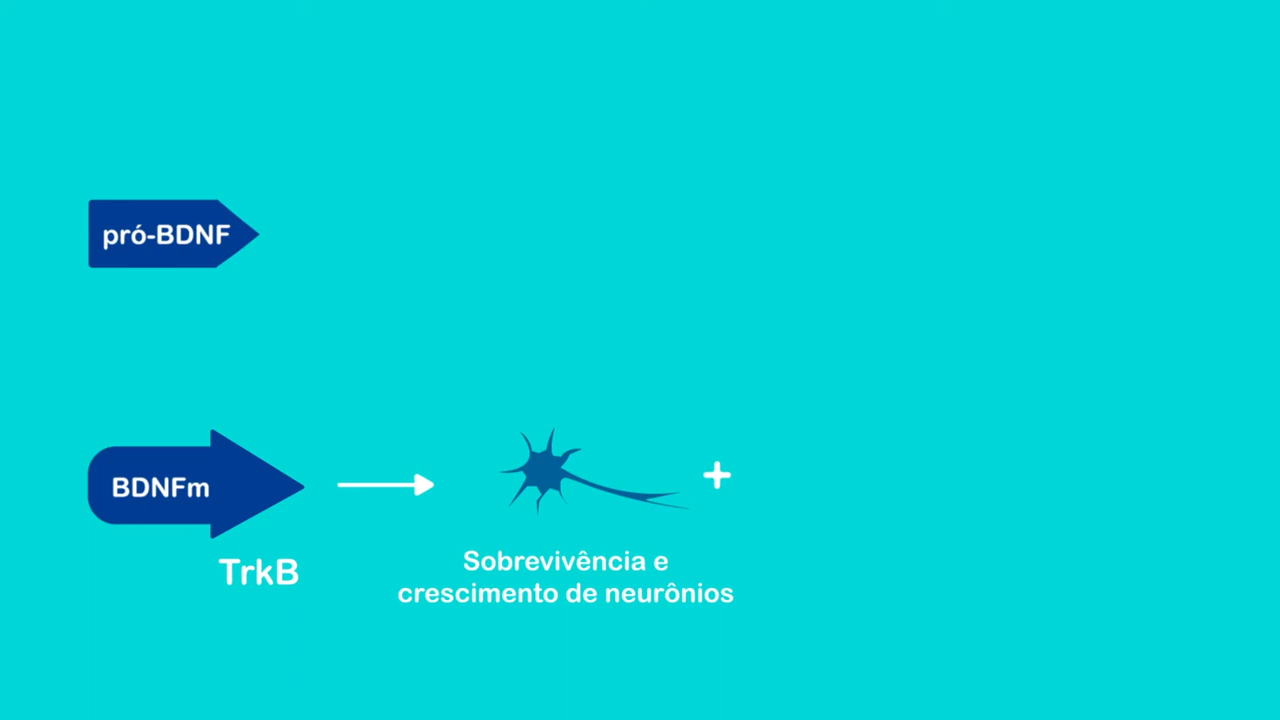 pró-BDNF
BDNFm
TrkB
Sobrevivência e
crescimento de neurônios